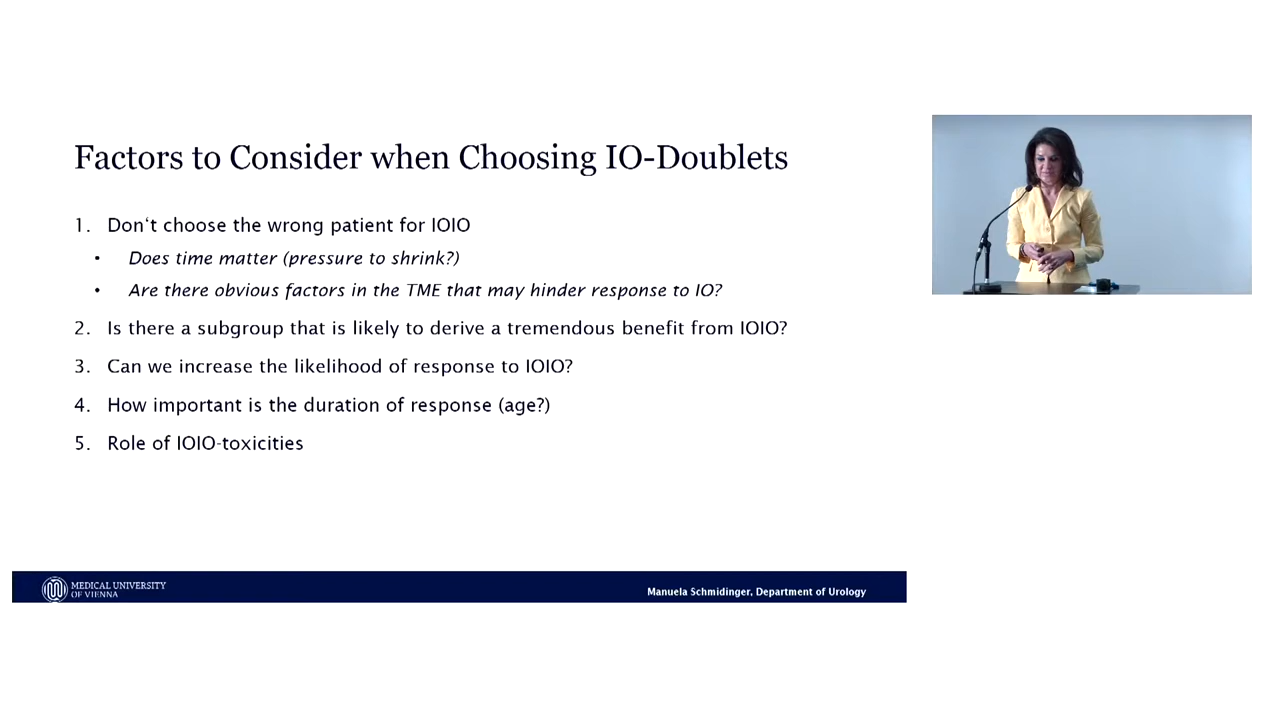 Factors to Consider when Choosing IO-Doublets
1. Don‘t choose the wrong patient for IOIO
• Does time matter (pressure to shrink?)
• Are there obvious factors in the TME that may hinder response to IO?
2. Is there a subgroup that is likely to derive a tremendous benefit from IOIO?
3. Can we increase the likelihood of response to IOIO?
4. How important is the duration of response (age?)
5. Role of IOIO-toxicities
MEDICAL UNIVERSITY
OF VIENNA
Manuela Schmidinger, Department of Urology